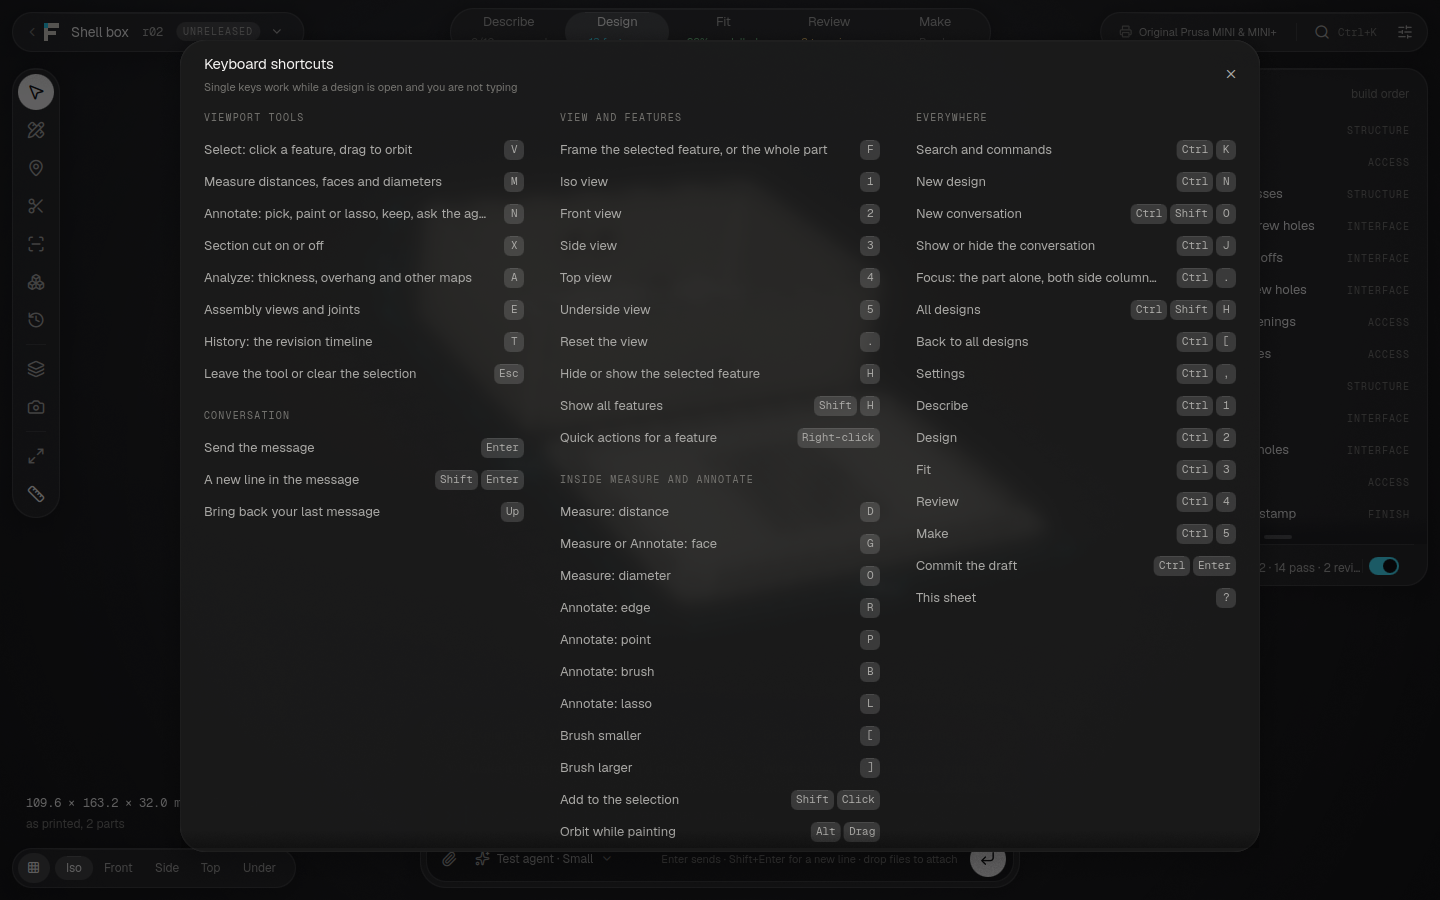 Shell box r02 UNRELEASED
Describe
Design
Fit
Review
Make
Original Prusa MINI & MINI+
Ctrl+K
Keyboard shortcuts
Single keys work while a design is open and you are not typing
VIEWPORT TOOLS
Select: click a feature, drag to orbit V
Measure distances, faces and diameters M
Annotate: pick, paint or lasso, keep, ask the ag… N
Section cut on or off X
Analyze: thickness, overhang and other maps A
Assembly views and joints E
History: the revision timeline T
Leave the tool or clear the selection Esc
CONVERSATION
Send the message Enter
A new line in the message Shift Enter
Bring back your last message Up
VIEW AND FEATURES
Frame the selected feature, or the whole part F
Iso view 1
Front view 2
Side view 3
Top view 4
Underside view 5
Reset the view .
Hide or show the selected feature H
Show all features Shift H
Quick actions for a feature Right-click
INSIDE MEASURE AND ANNOTATE
Measure: distance D
Measure or Annotate: face G
Measure: diameter O
Annotate: edge R
Annotate: point P
Annotate: brush B
Annotate: lasso L
Brush smaller [
Brush larger ]
Add to the selection Shift Click
Orbit while painting Alt Drag
EVERYWHERE
Search and commands Ctrl K
New design Ctrl N
New conversation Ctrl Shift O
Show or hide the conversation Ctrl J
Focus: the part alone, both side column… Ctrl .
All designs Ctrl Shift H
Back to all designs Ctrl [
Settings Ctrl ,
Describe Ctrl 1
Design Ctrl 2
Fit Ctrl 3
Review Ctrl 4
Make Ctrl 5
Commit the draft Ctrl Enter
This sheet ?
build order
STRUCTURE
ACCESS
STRUCTURE
holes INTERFACE
INTERFACE
holes INTERFACE
ACCESS
ACCESS
STRUCTURE
INTERFACE
holes INTERFACE
ACCESS
stamp FINISH
2 · 14 pass · 2 revi…
109.6 × 163.2 × 32.0
as printed, 2 parts
Iso Front Side Top Under
Test agent · Small
Enter sends · Shift+Enter for a new line · drop files to attach